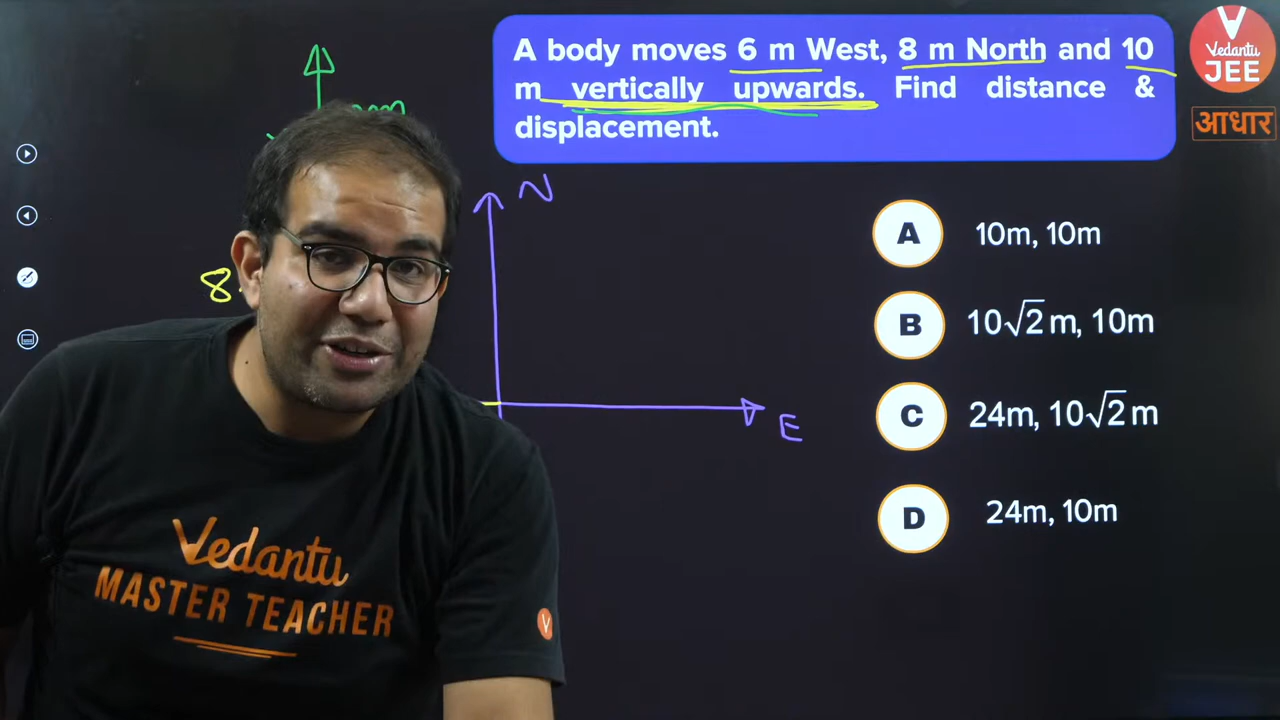 A body moves 6 m West, 8 m North and 10
m vertically upwards. Find distance &
displacement.
Vedantu
JEE
आधार
N
8
E
A 10m, 10m
B 10√2 m, 10m
C 24m, 10√2 m
D 24m, 10m
Vedantu
MASTER TEACHER